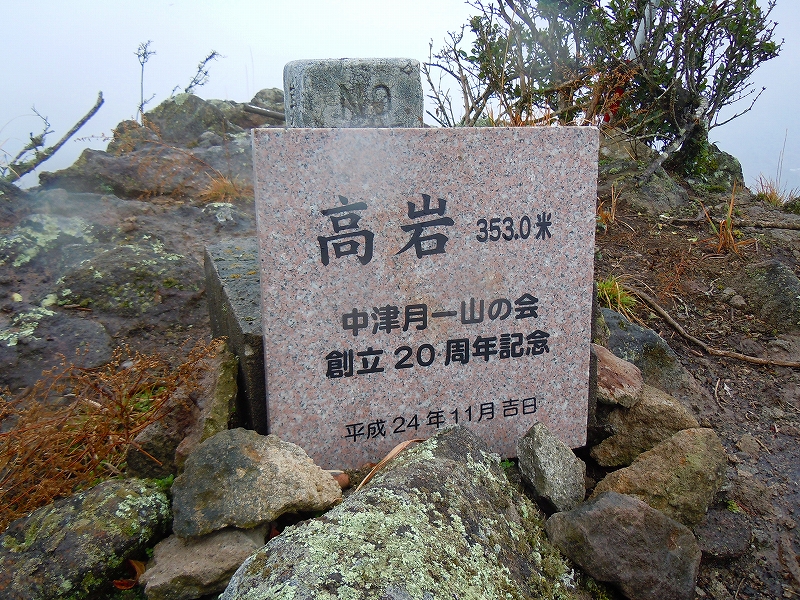 NO
高岩 353.0米
中津月一山の会
創立20周年記念
平成24年11月吉日